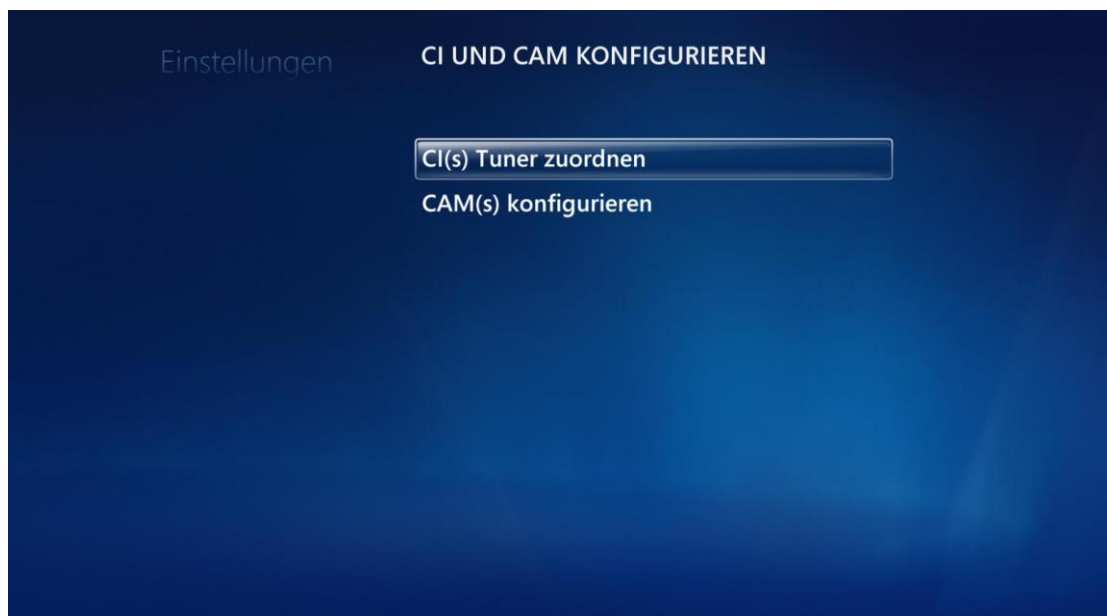 Einstellungen
CI UND CAM KONFIGURIEREN
CI(s) Tuner zuordnen
CAM(s) konfigurieren